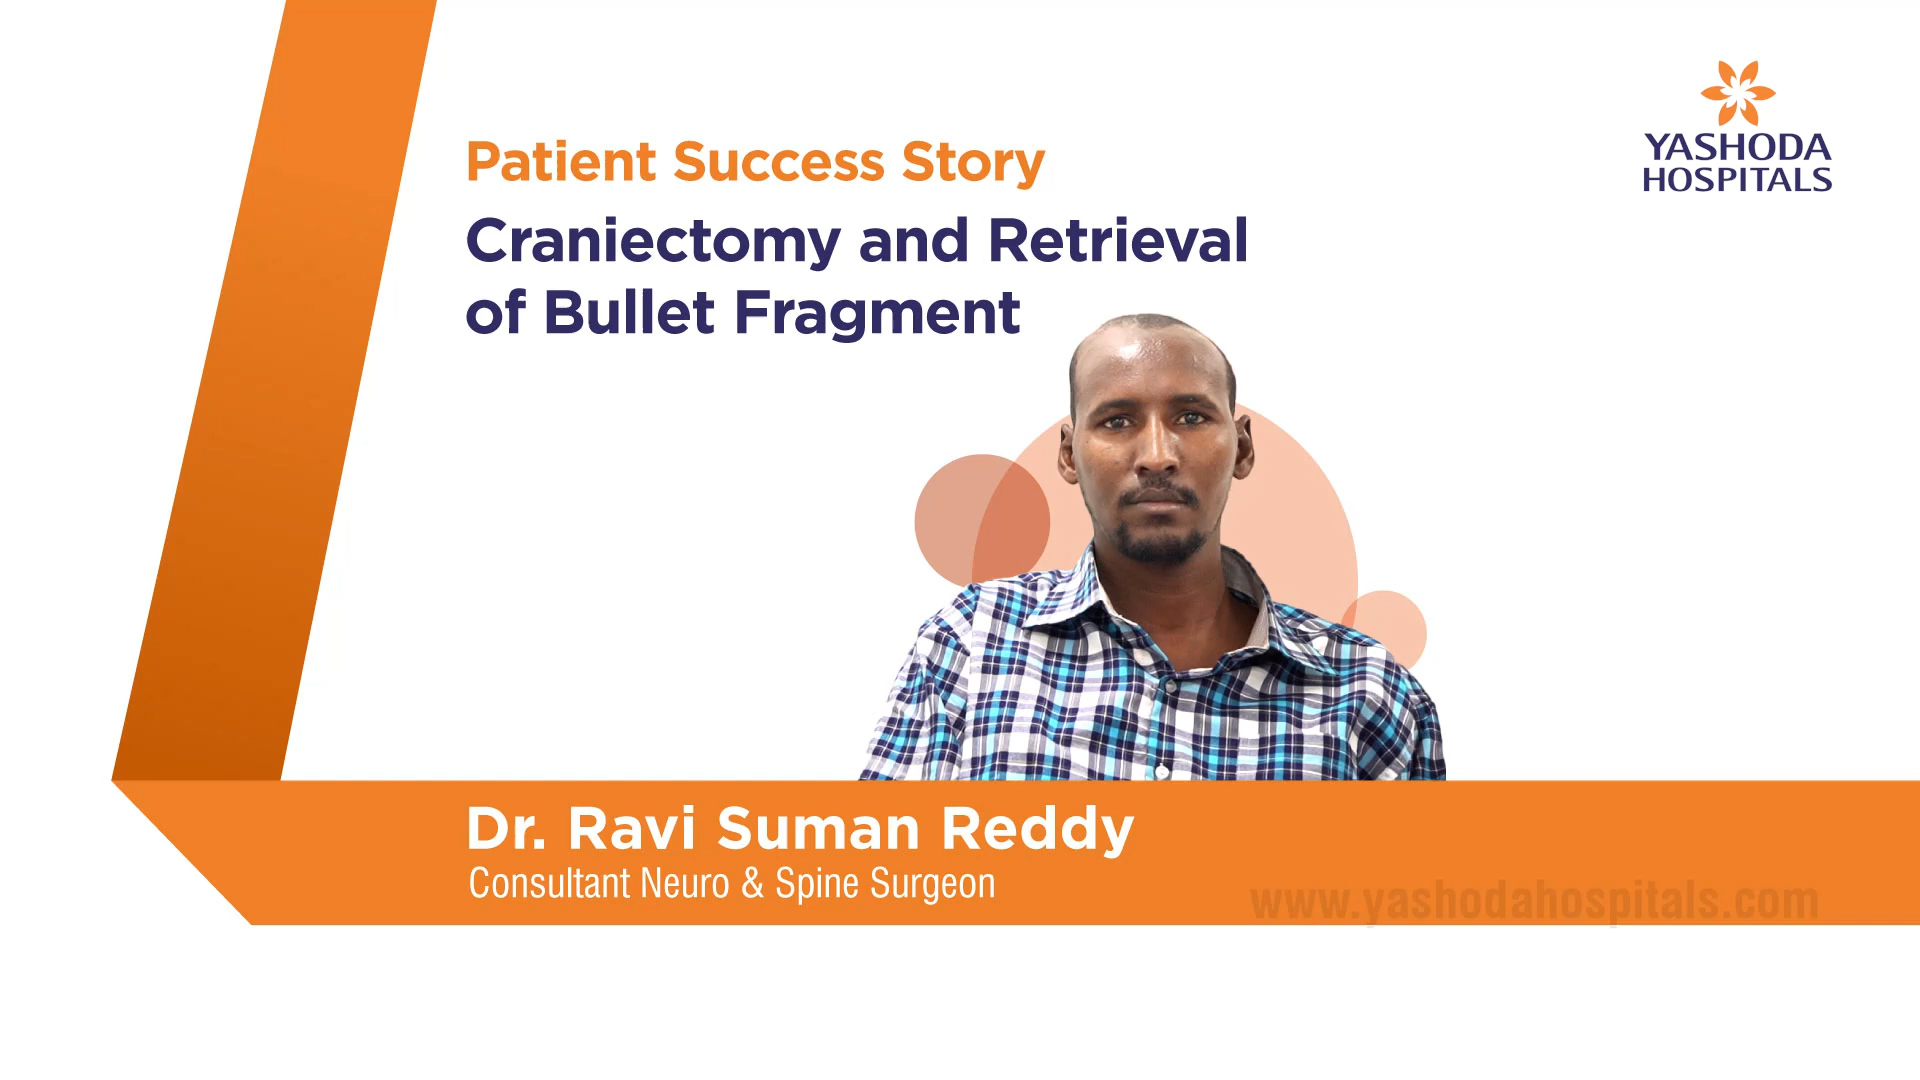 YASHODA
HOSPITALS
Patient Success Story
Craniectomy and Retrieval
of Bullet Fragment
Dr. Ravi Suman Reddy
Consultant Neuro & Spine Surgeon
www.yashodahospitals.com